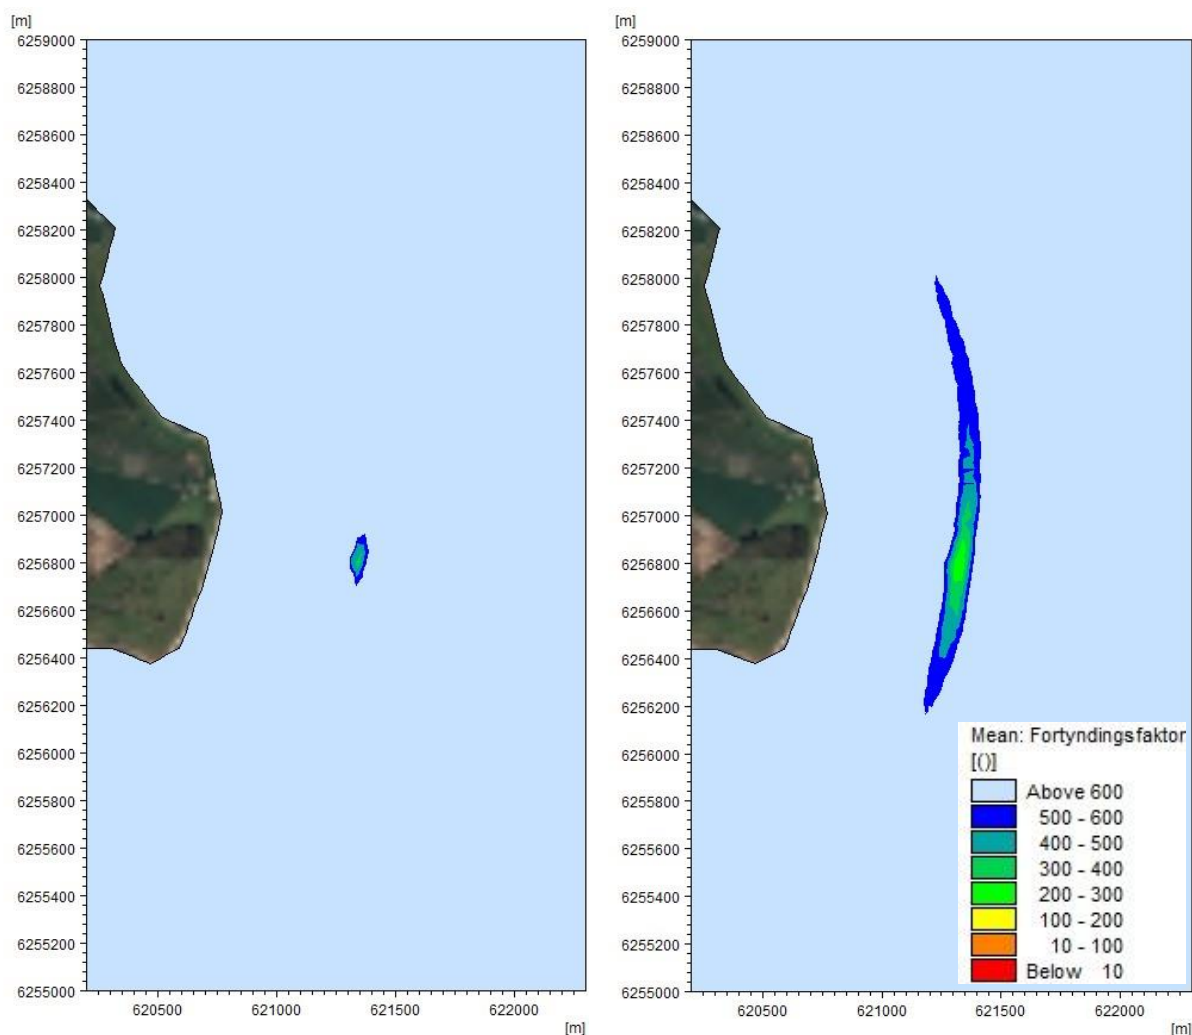 [m]
6259000
6258800
6258600
6258400
6258200
6258000
6257800
6257600
6257400
6257200
6257000
6256800
6256600
6256400
6256200
6256000
6255800
6255600
6255400
6255200
6255000
620500 621000 621500 622000
[m]
[m]
6259000
6258800
6258600
6258400
6258200
6258000
6257800
6257600
6257400
6257200
6257000
6256800
6256600
6256400
6256200
6256000
6255800
6255600
6255400
6255200
6255000
620500 621000 621500 622000
[m]
Mean: Fortyndingsfaktor
[()]
Above 600
500 - 600
400 - 500
300 - 400
200 - 300
100 - 200
10 - 100
Below 10